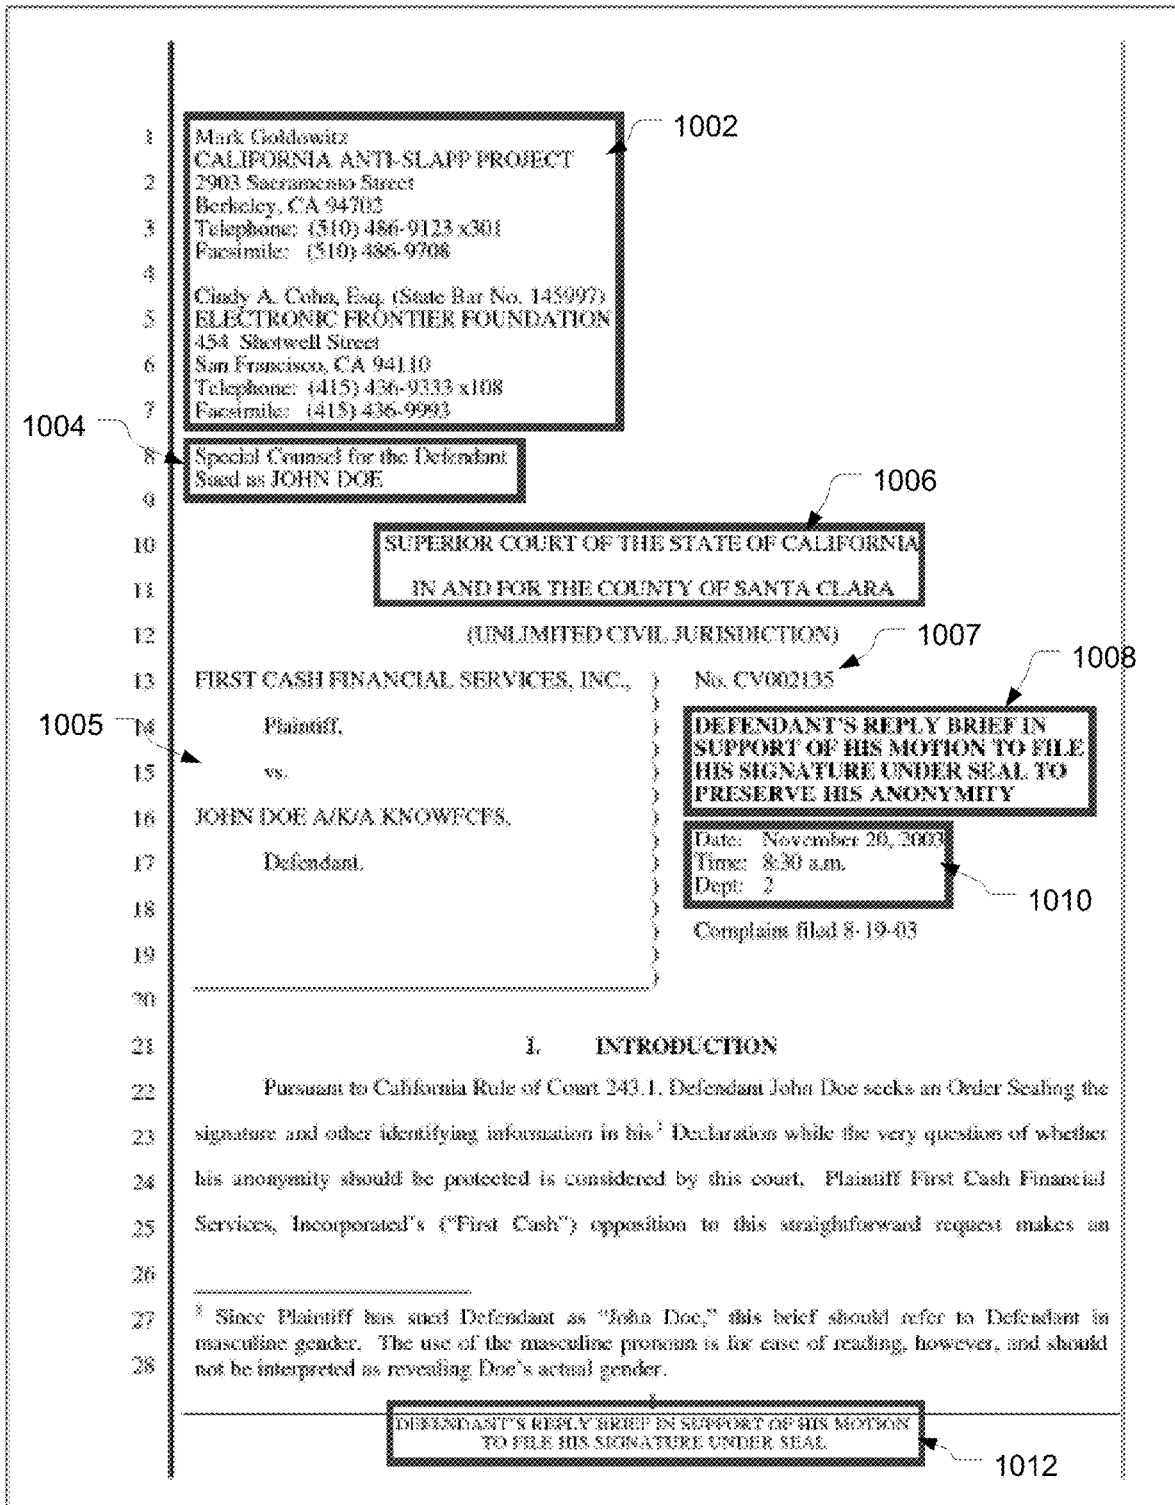 1002
1 Mark Goldowitz
CALIFORNIA ANTI-SLAPP PROJECT
2 2903 Sacramento Street
Berkeley, CA 94702
3 Telephone: (510) 486-9123 x301
Facsimile: (510) 486-9708
4
Cindy A. Cohn, Esq. (State Bar No. 145997)
5 ELECTRONIC FRONTIER FOUNDATION
454 Shotwell Street
6 San Francisco, CA 94110
Telephone: (415) 436-9333 x108
7 Facsimile: (415) 436-9993
1004
8 Special Counsel for the Defendant
Sued as JOHN DOE
9
1006
10 SUPERIOR COURT OF THE STATE OF CALIFORNIA
11 IN AND FOR THE COUNTY OF SANTA CLARA
12 (UNLIMITED CIVIL JURISDICTION)
1007
13 FIRST CASH FINANCIAL SERVICES, INC.,
14 Plaintiff,
1005
15 vs.
16 JOHN DOE A/K/A KNOWFCFS,
17 Defendant.
18
19
20
)
)
)
)
)
)
)
)
)
)
)
)
)
)
No. CV002135
1008
DEFENDANT'S REPLY BRIEF IN
SUPPORT OF HIS MOTION TO FILE
HIS SIGNATURE UNDER SEAL TO
PRESERVE HIS ANONYMITY
Date: November 20, 2003
Time: 8:30 a.m.
Dept: 2
1010
Complaint filed 8-19-03
21 I. INTRODUCTION
22 Pursuant to California Rule of Court 243.1, Defendant John Doe seeks an Order Sealing the
23 signature and other identifying information in his¹ Declaration while the very question of whether
24 his anonymity should be protected is considered by this court. Plaintiff First Cash Financial
25 Services, Incorporated's ("First Cash") opposition to this straightforward request makes an
26
27 ¹ Since Plaintiff has sued Defendant as "John Doe," this brief should refer to Defendant in
masculine gender. The use of the masculine pronoun is for ease of reading, however, and should
28 not be interpreted as revealing Doe's actual gender.
DEFENDANT'S REPLY BRIEF IN SUPPORT OF HIS MOTION
TO FILE HIS SIGNATURE UNDER SEAL
1012